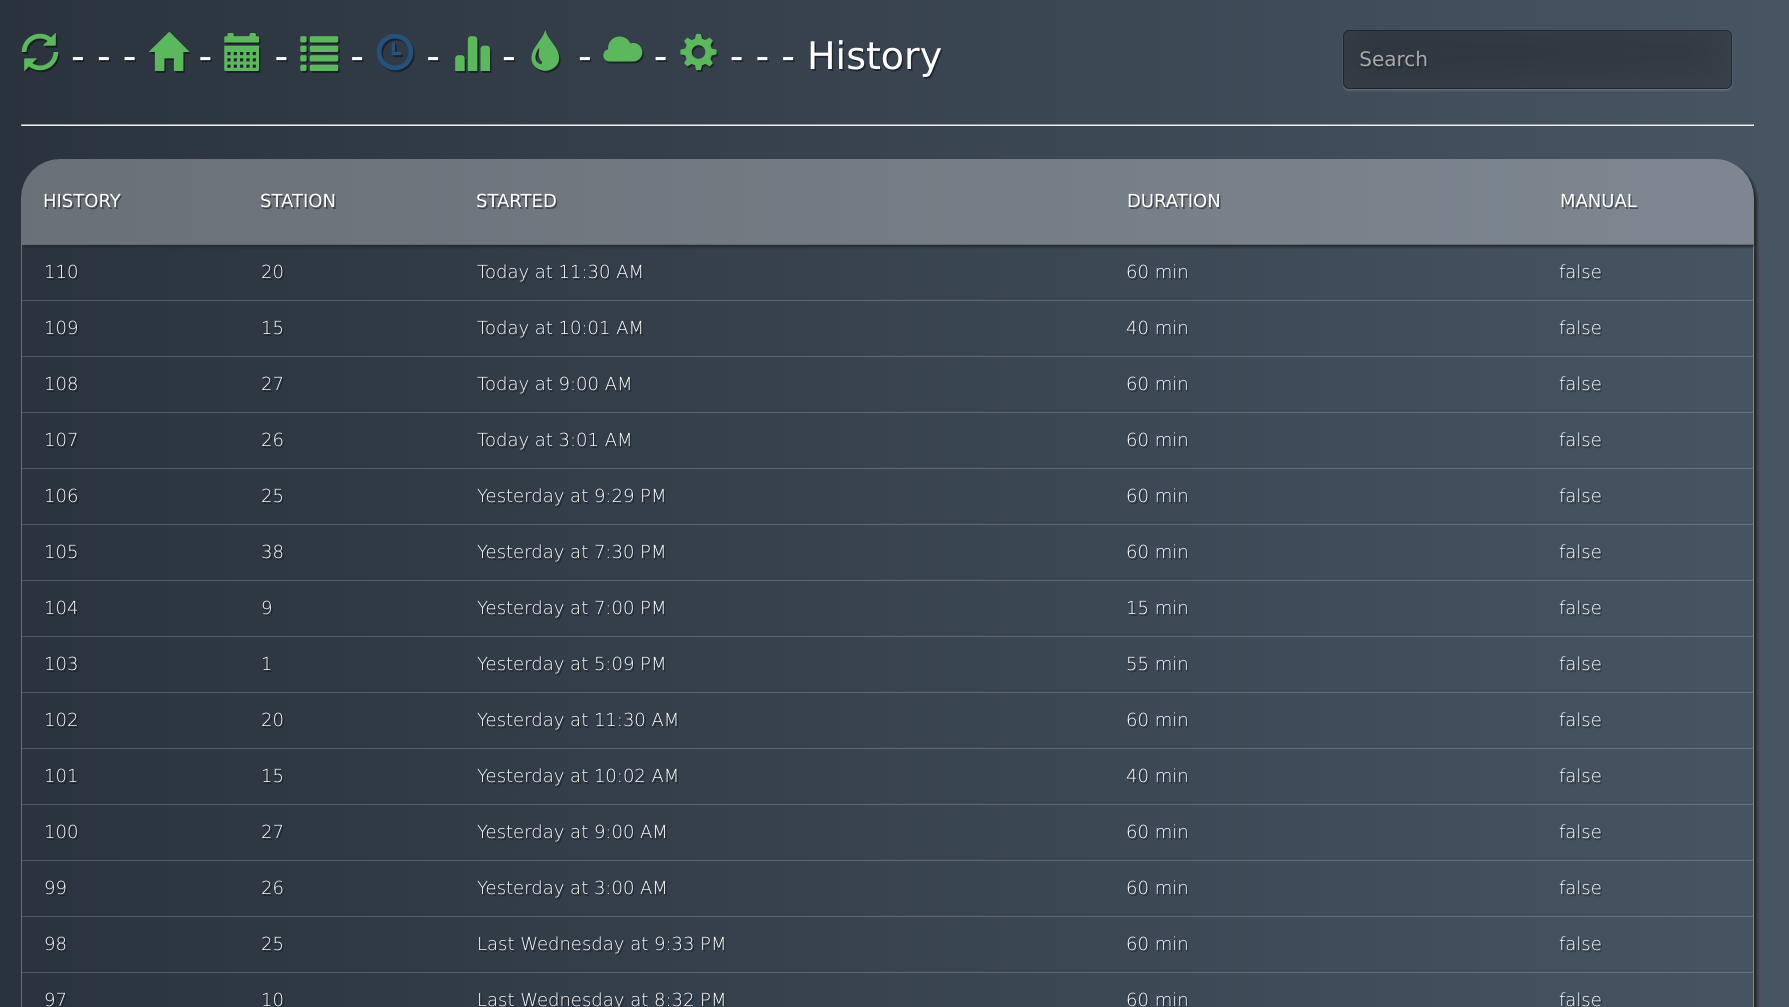 - - - - - - - - - - - - - History Search
HISTORY STATION STARTED DURATION MANUAL
110 20 Today at 11:30 AM 60 min false
109 15 Today at 10:01 AM 40 min false
108 27 Today at 9:00 AM 60 min false
107 26 Today at 3:01 AM 60 min false
106 25 Yesterday at 9:29 PM 60 min false
105 38 Yesterday at 7:30 PM 60 min false
104 9 Yesterday at 7:00 PM 15 min false
103 1 Yesterday at 5:09 PM 55 min false
102 20 Yesterday at 11:30 AM 60 min false
101 15 Yesterday at 10:02 AM 40 min false
100 27 Yesterday at 9:00 AM 60 min false
99 26 Yesterday at 3:00 AM 60 min false
98 25 Last Wednesday at 9:33 PM 60 min false
97 10 Last Wednesday at 8:32 PM 60 min false